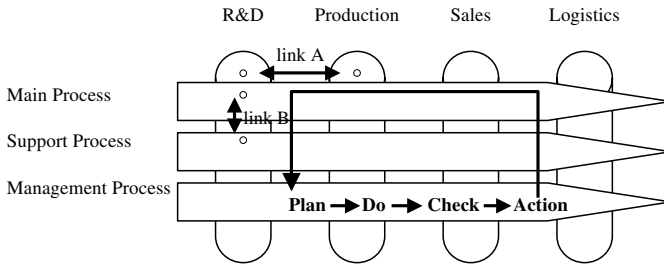 R&D Production Sales Logistics
link A
Main Process
link B
Support Process
Management Process
Plan Do Check Action